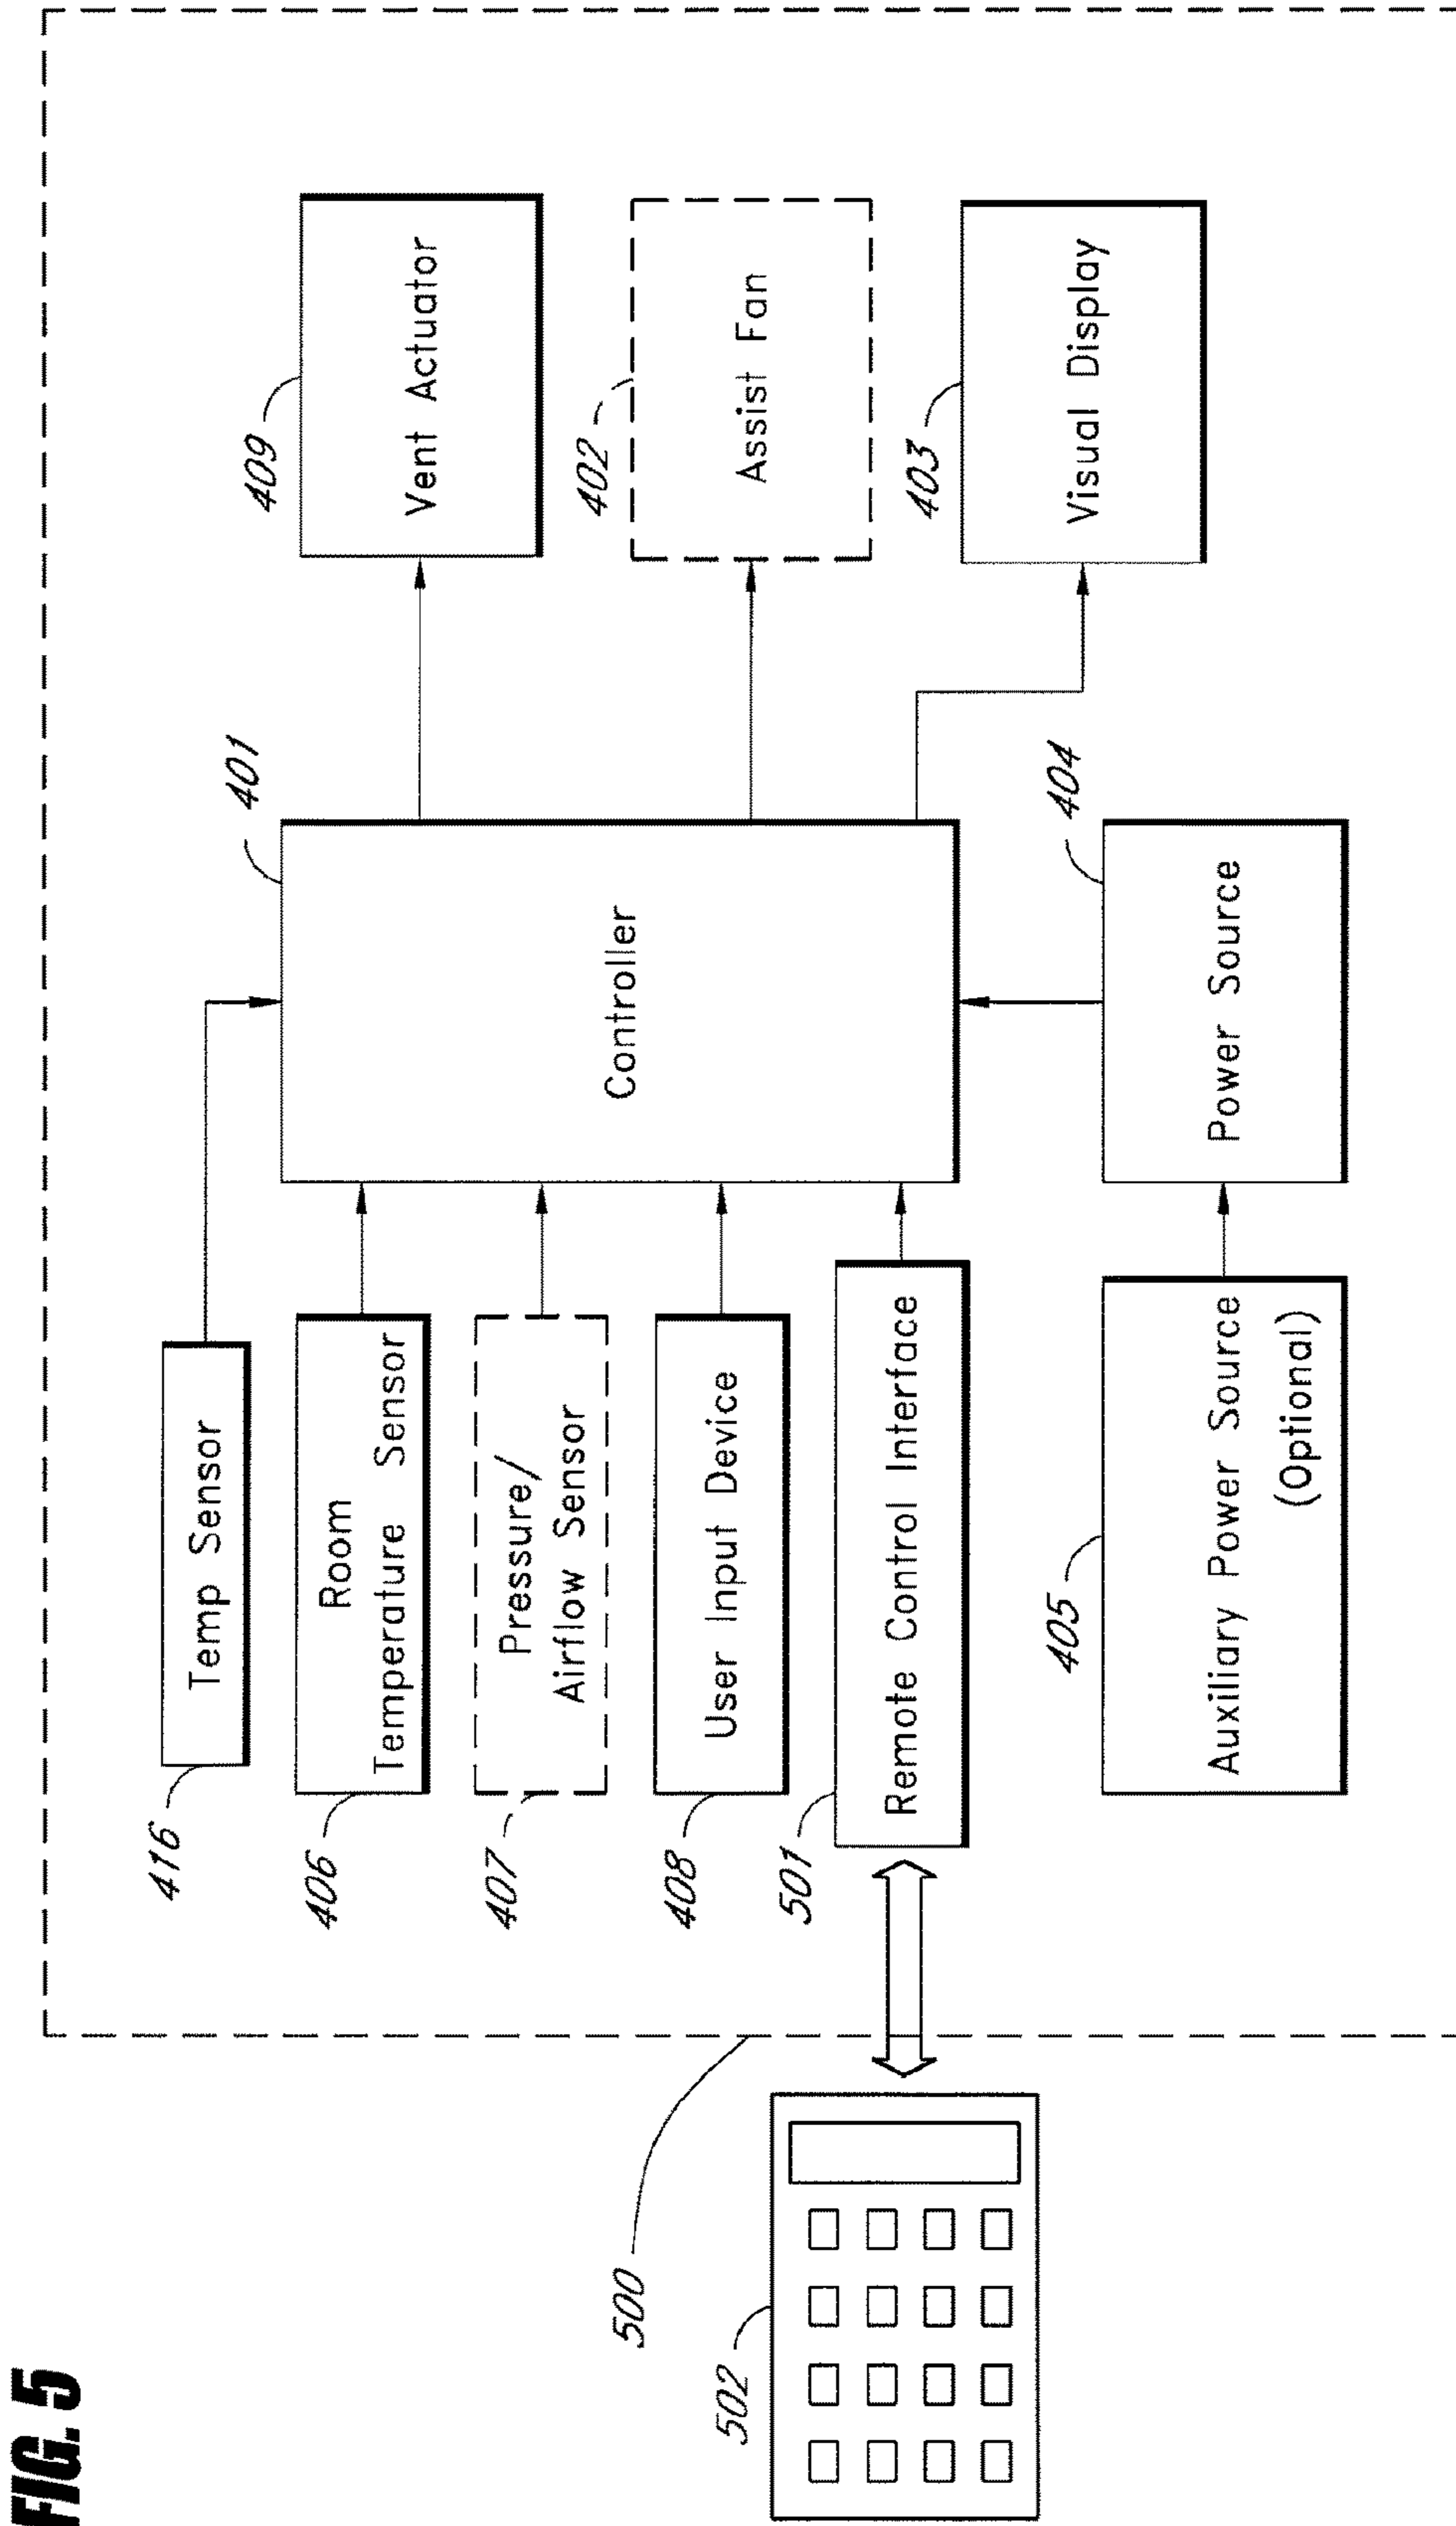 FIG. 5
416
Temp Sensor
406
Room
Temperature Sensor
407
Pressure/
Airflow Sensor
408
User Input Device
501
Remote Control Interface
405
Auxiliary Power Source
(Optional)
401
Controller
404
Power Source
409
Vent Actuator
402
Assist Fan
403
Visual Display
500
502